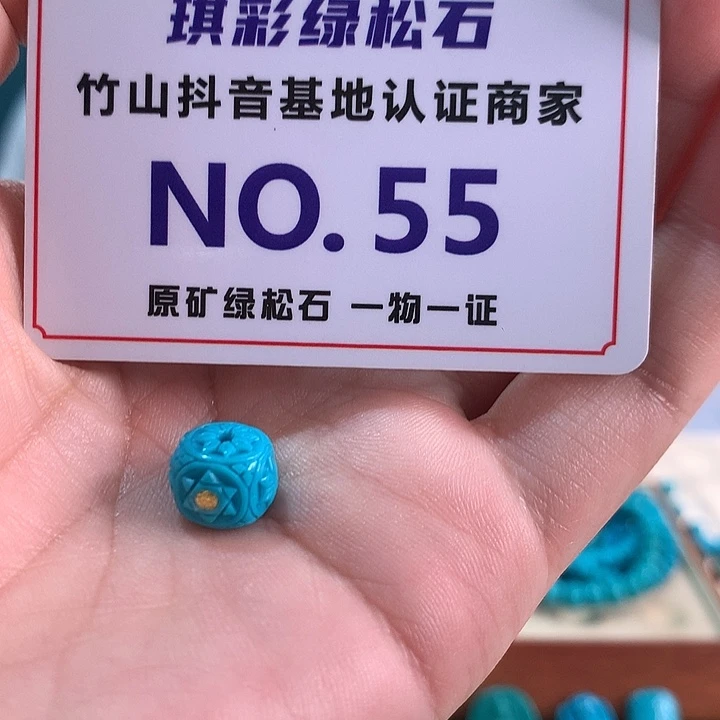 琪彩绿松石
竹山抖音基地认证商家
NO. 55
原矿绿松石 一物一证